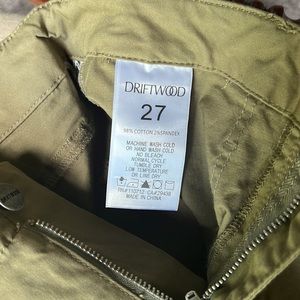 DRIFTWOOD
27
98% COTTON 2%SPANDEX
MACHINE WASH COLD
OR HAND WASH COLD
NO BLEACH
NORMAL CYCLE
TUMBLE DRY
LOW TEMPERATURE
OR LINE DRY
MADE IN CHINA